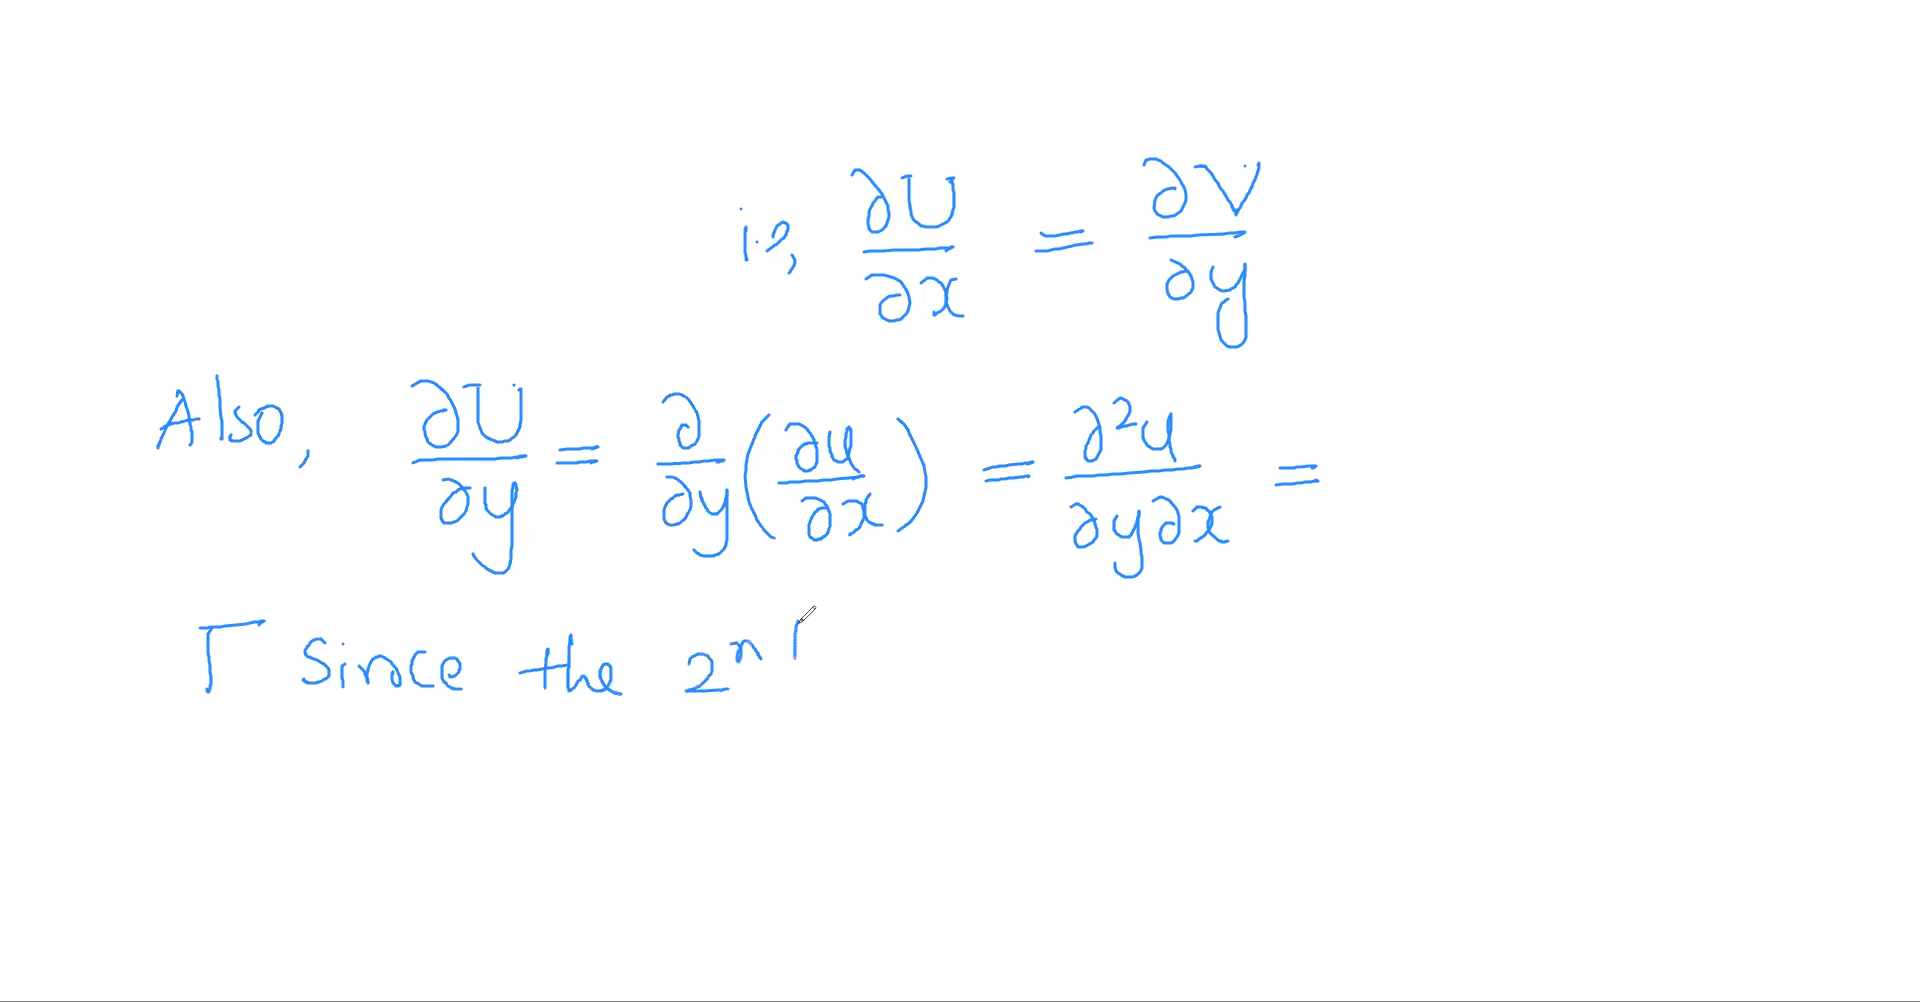 i.e, ∂U/∂x = ∂V/∂y
Also, ∂U/∂y = ∂/∂y (∂u/∂x) = ∂²u/∂y∂x =
Since the 2ⁿ